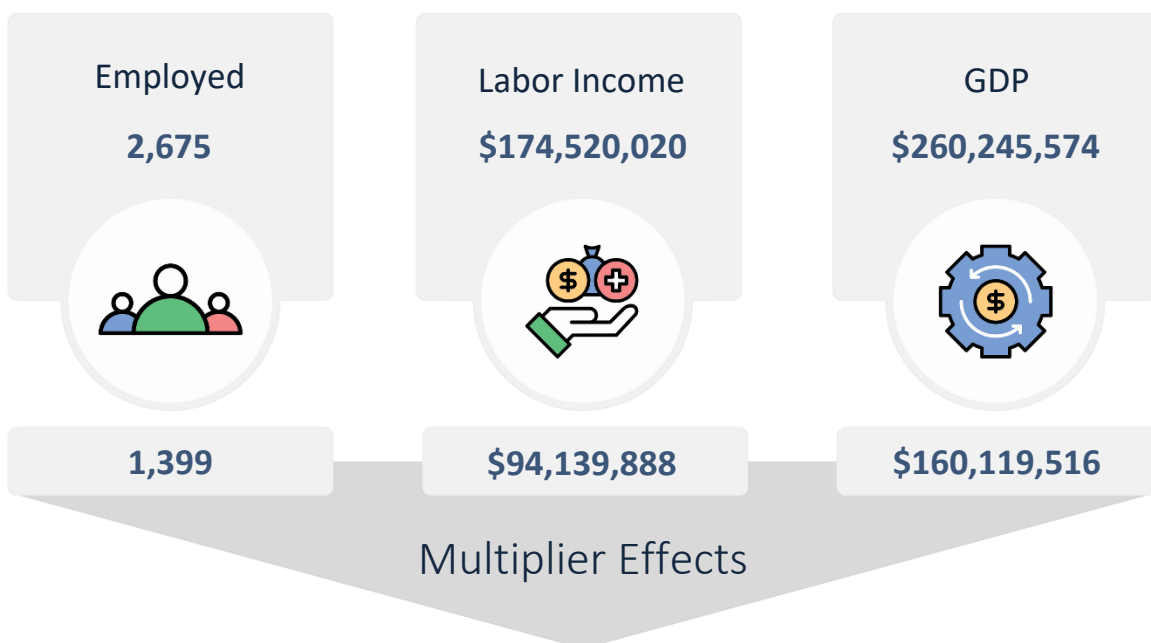 Employed
2,675
Labor Income
$174,520,020
GDP
$260,245,574
1,399
$94,139,888
$160,119,516
Multiplier Effects